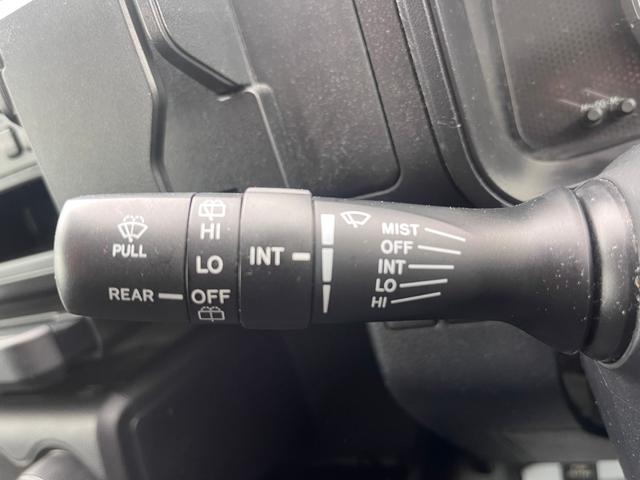 PULL
REAR
HI
LO
OFF
INT
MIST
OFF
INT
LO
HI